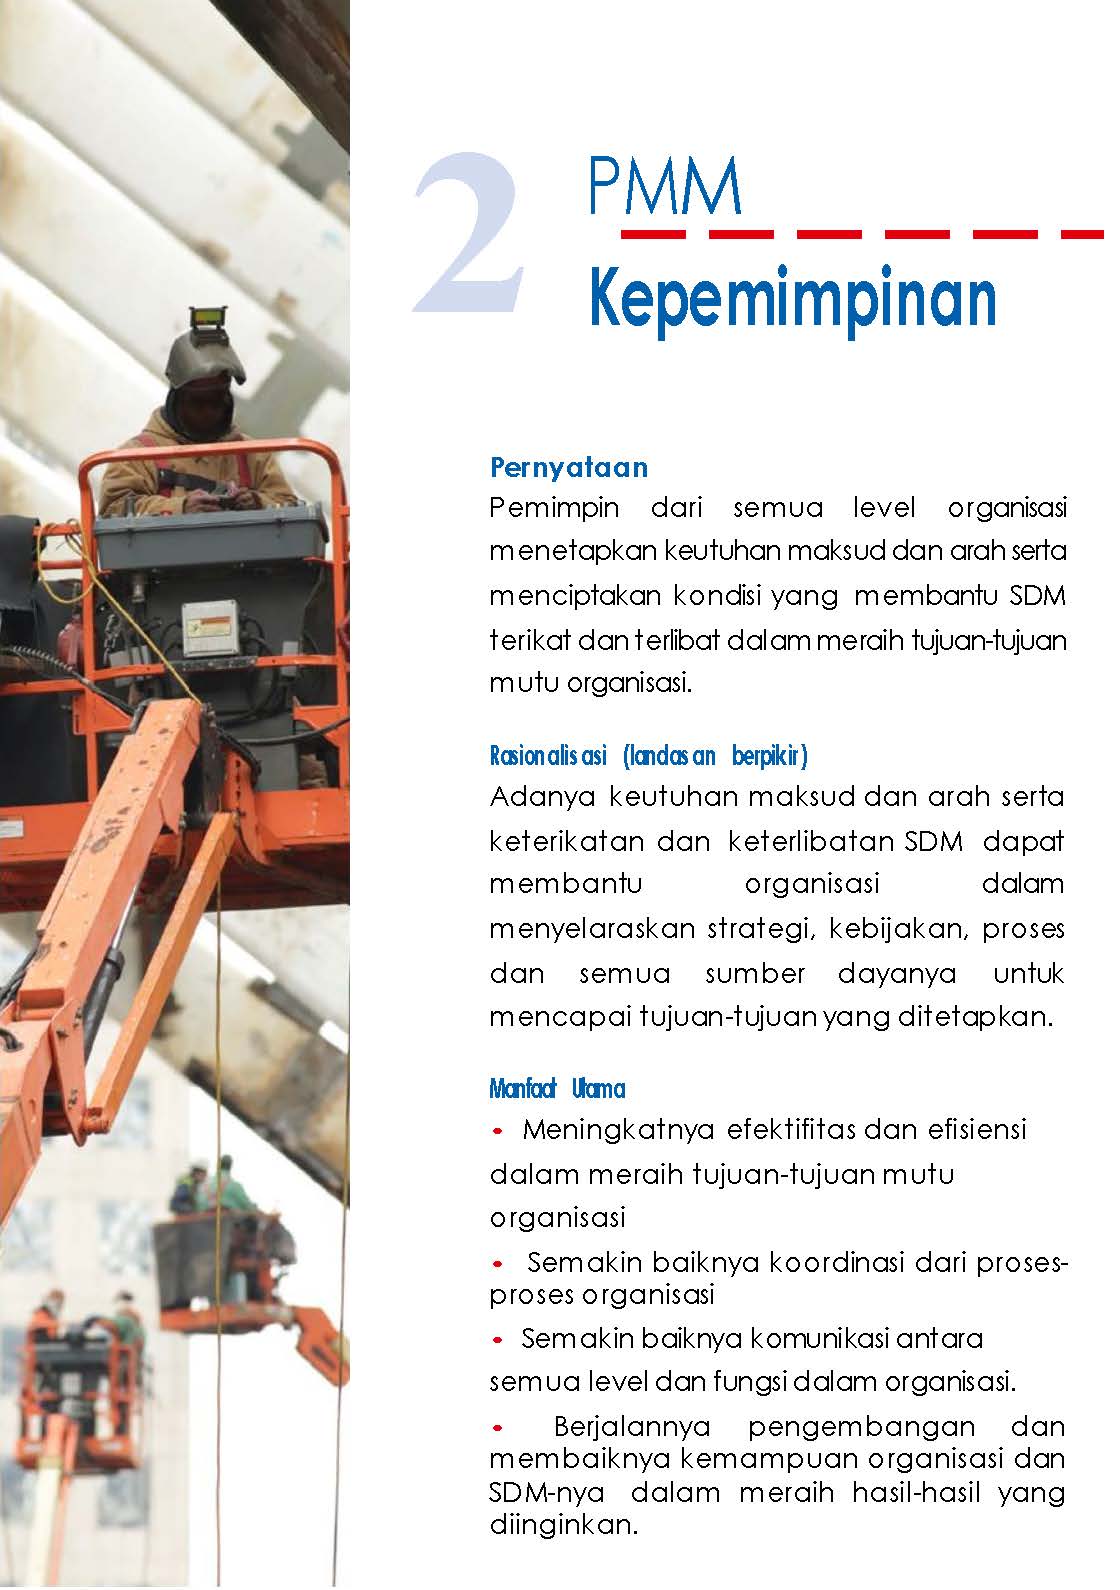 2
PMM
Kepemimpinan
Pernyataan
Pemimpin dari semua level organisasi
menetapkan keutuhan maksud dan arah serta
menciptakan kondisi yang membantu SDM
terikat dan terlibat dalam meraih tujuan-tujuan
mutu organisasi.
Rasionalisasi (landasan berpikir)
Adanya keutuhan maksud dan arah serta
keterikatan dan keterlibatan SDM dapat
membantu organisasi dalam
menyelaraskan strategi, kebijakan, proses
dan semua sumber dayanya untuk
mencapai tujuan-tujuan yang ditetapkan.
Manfaat Utama
• Meningkatnya efektifitas dan efisiensi
dalam meraih tujuan-tujuan mutu
organisasi
• Semakin baiknya koordinasi dari proses-
proses organisasi
• Semakin baiknya komunikasi antara
semua level dan fungsi dalam organisasi.
• Berjalannya pengembangan dan
membaiknya kemampuan organisasi dan
SDM-nya dalam meraih hasil-hasil yang
diinginkan.